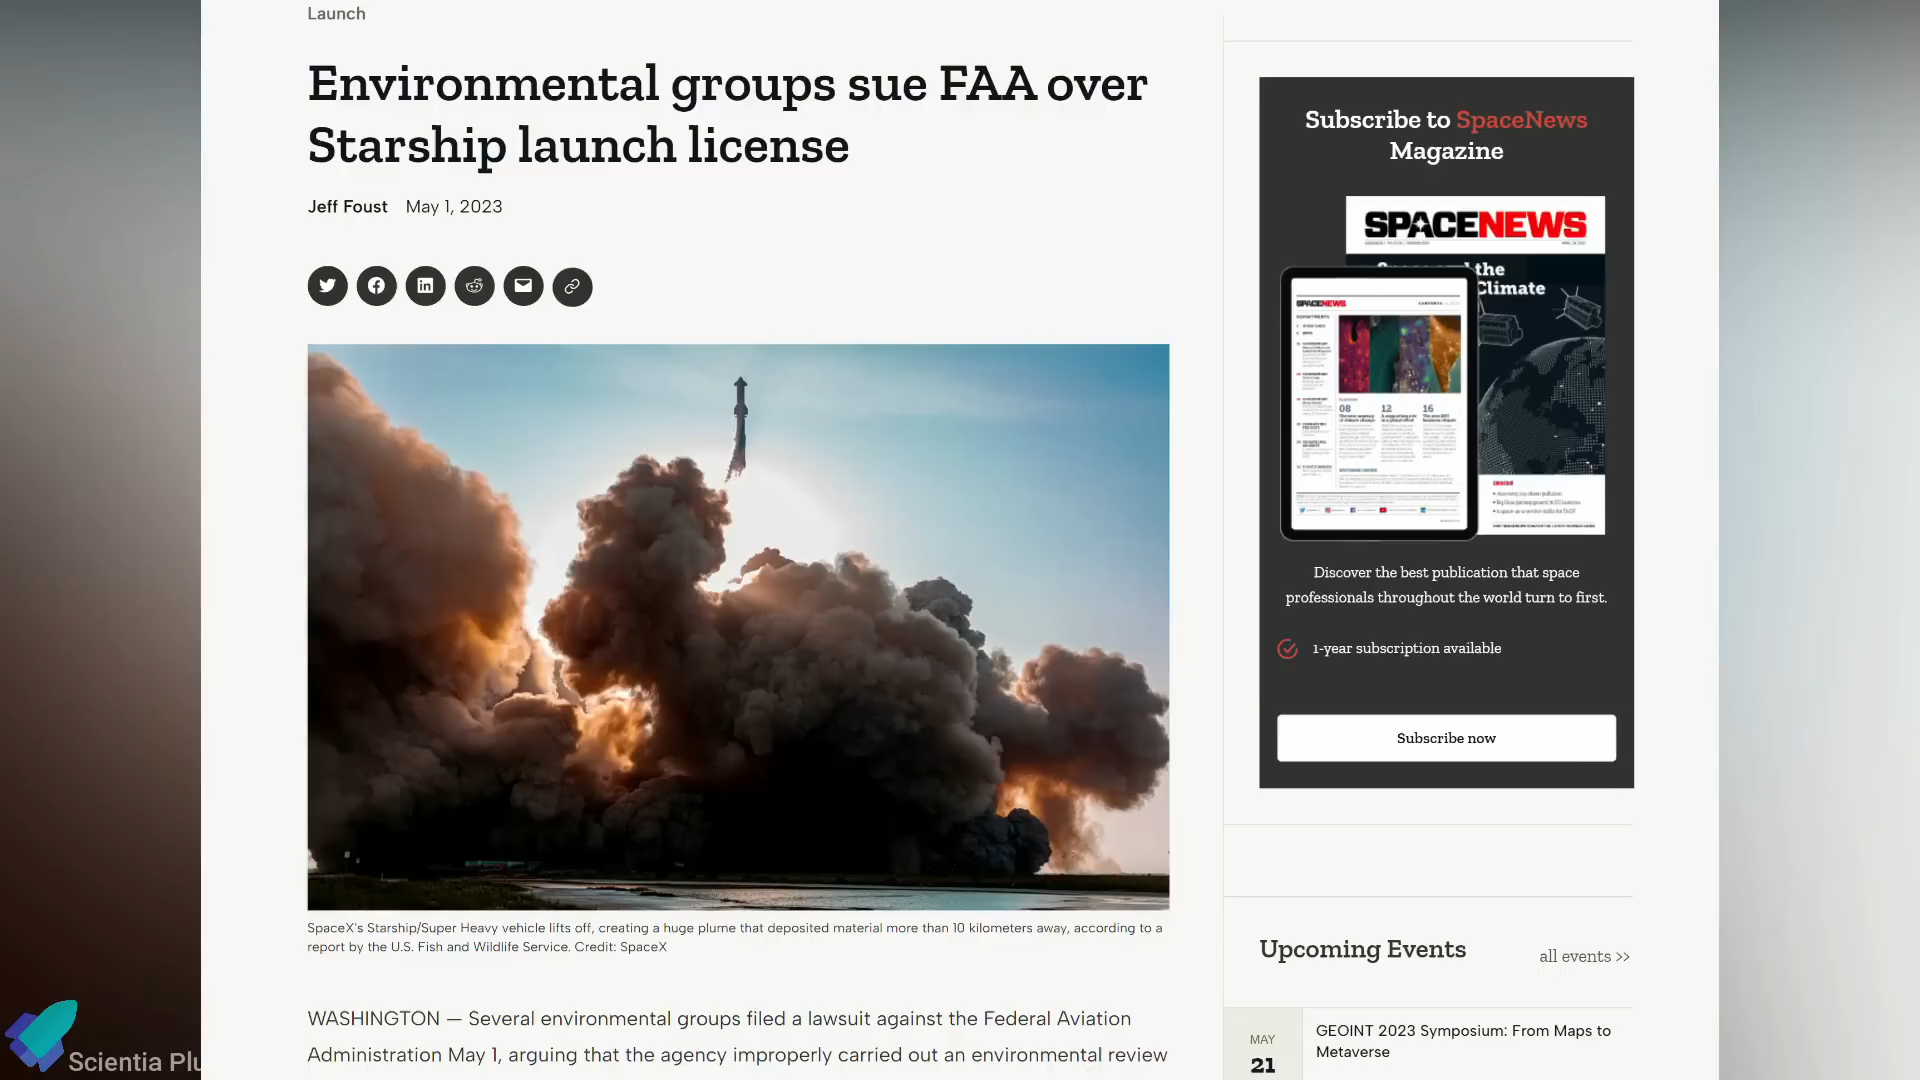 Launch
Environmental groups sue FAA over
Starship launch license
Jeff Foust May 1, 2023
SpaceX's Starship/Super Heavy vehicle lifts off, creating a huge plume that deposited material more than 10 kilometers away, according to a
report by the U.S. Fish and Wildlife Service. Credit: SpaceX
WASHINGTON — Several environmental groups filed a lawsuit against the Federal Aviation
Administration May 1, arguing that the agency improperly carried out an environmental review
Subscribe to SpaceNews
Magazine
SPACENEWS
the
Climate
SPACENEWS
08 12 16
INSIDE
Discover the best publication that space
professionals throughout the world turn to first.
1-year subscription available
Subscribe now
Upcoming Events
all events >>
MAY
21
GEOINT 2023 Symposium: From Maps to
Metaverse
Scientia Plu